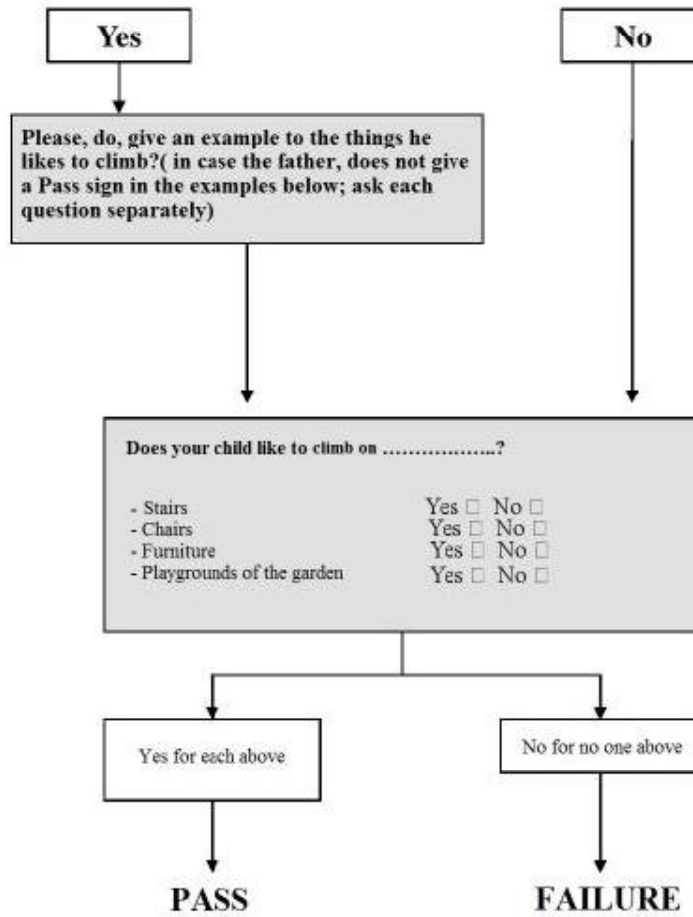 Yes
No
Please, do, give an example to the things he
likes to climb?( in case the father, does not give
a Pass sign in the examples below; ask each
question separately)
Does your child like to climb on ………………..?
- Stairs Yes □ No □
- Chairs Yes □ No □
- Furniture Yes □ No □
- Playgrounds of the garden Yes □ No □
Yes for each above
No for no one above
PASS
FAILURE